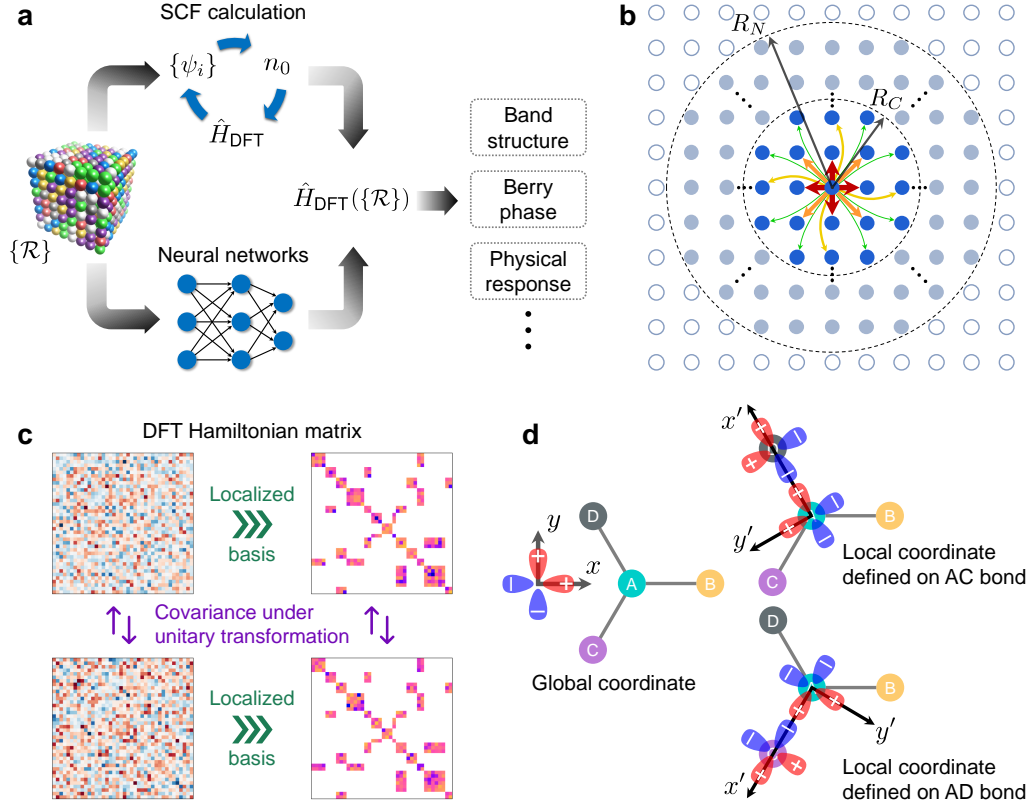 a
SCF calculation
{ψᵢ}
n₀
Ĥ_DFT
{ℛ}
Neural networks
Ĥ_DFT({ℛ})
Band
structure
Berry
phase
Physical
response
b
R_N
R_C
c
DFT Hamiltonian matrix
Localized
basis
Covariance under
unitary transformation
Localized
basis
d
y
x
+
+
−
−
D
A
B
C
Global coordinate
x′
+
−
+
−
+
−
+
−
B
y′
C
Local coordinate
defined on AC bond
D
−
−
B
+
+
y′
−
−
+
+
x′
Local coordinate
defined on AD bond